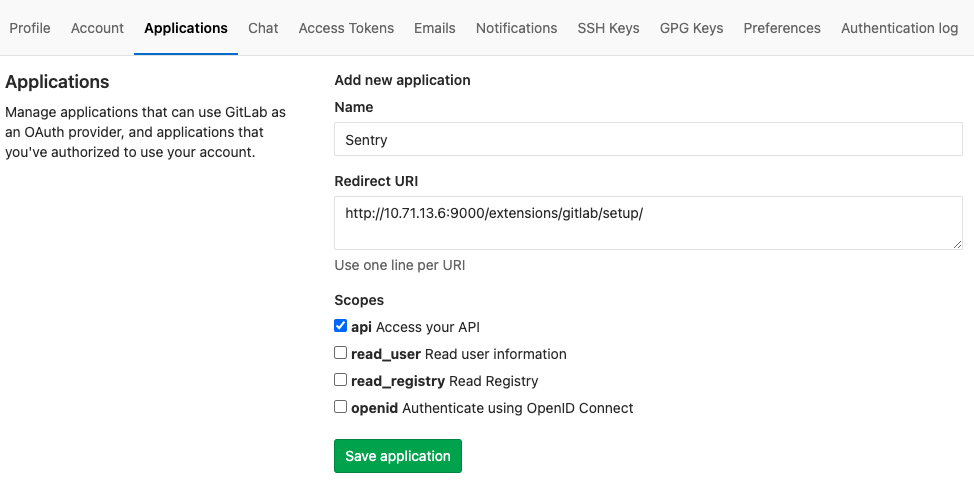 Profile Account Applications Chat Access Tokens Emails Notifications SSH Keys GPG Keys Preferences Authentication log
Applications
Manage applications that can use GitLab as
an OAuth provider, and applications that
you've authorized to use your account.
Add new application
Name
Sentry
Redirect URI
http://10.71.13.6:9000/extensions/gitlab/setup/
Use one line per URI
Scopes
api Access your API
read_user Read user information
read_registry Read Registry
openid Authenticate using OpenID Connect
Save application